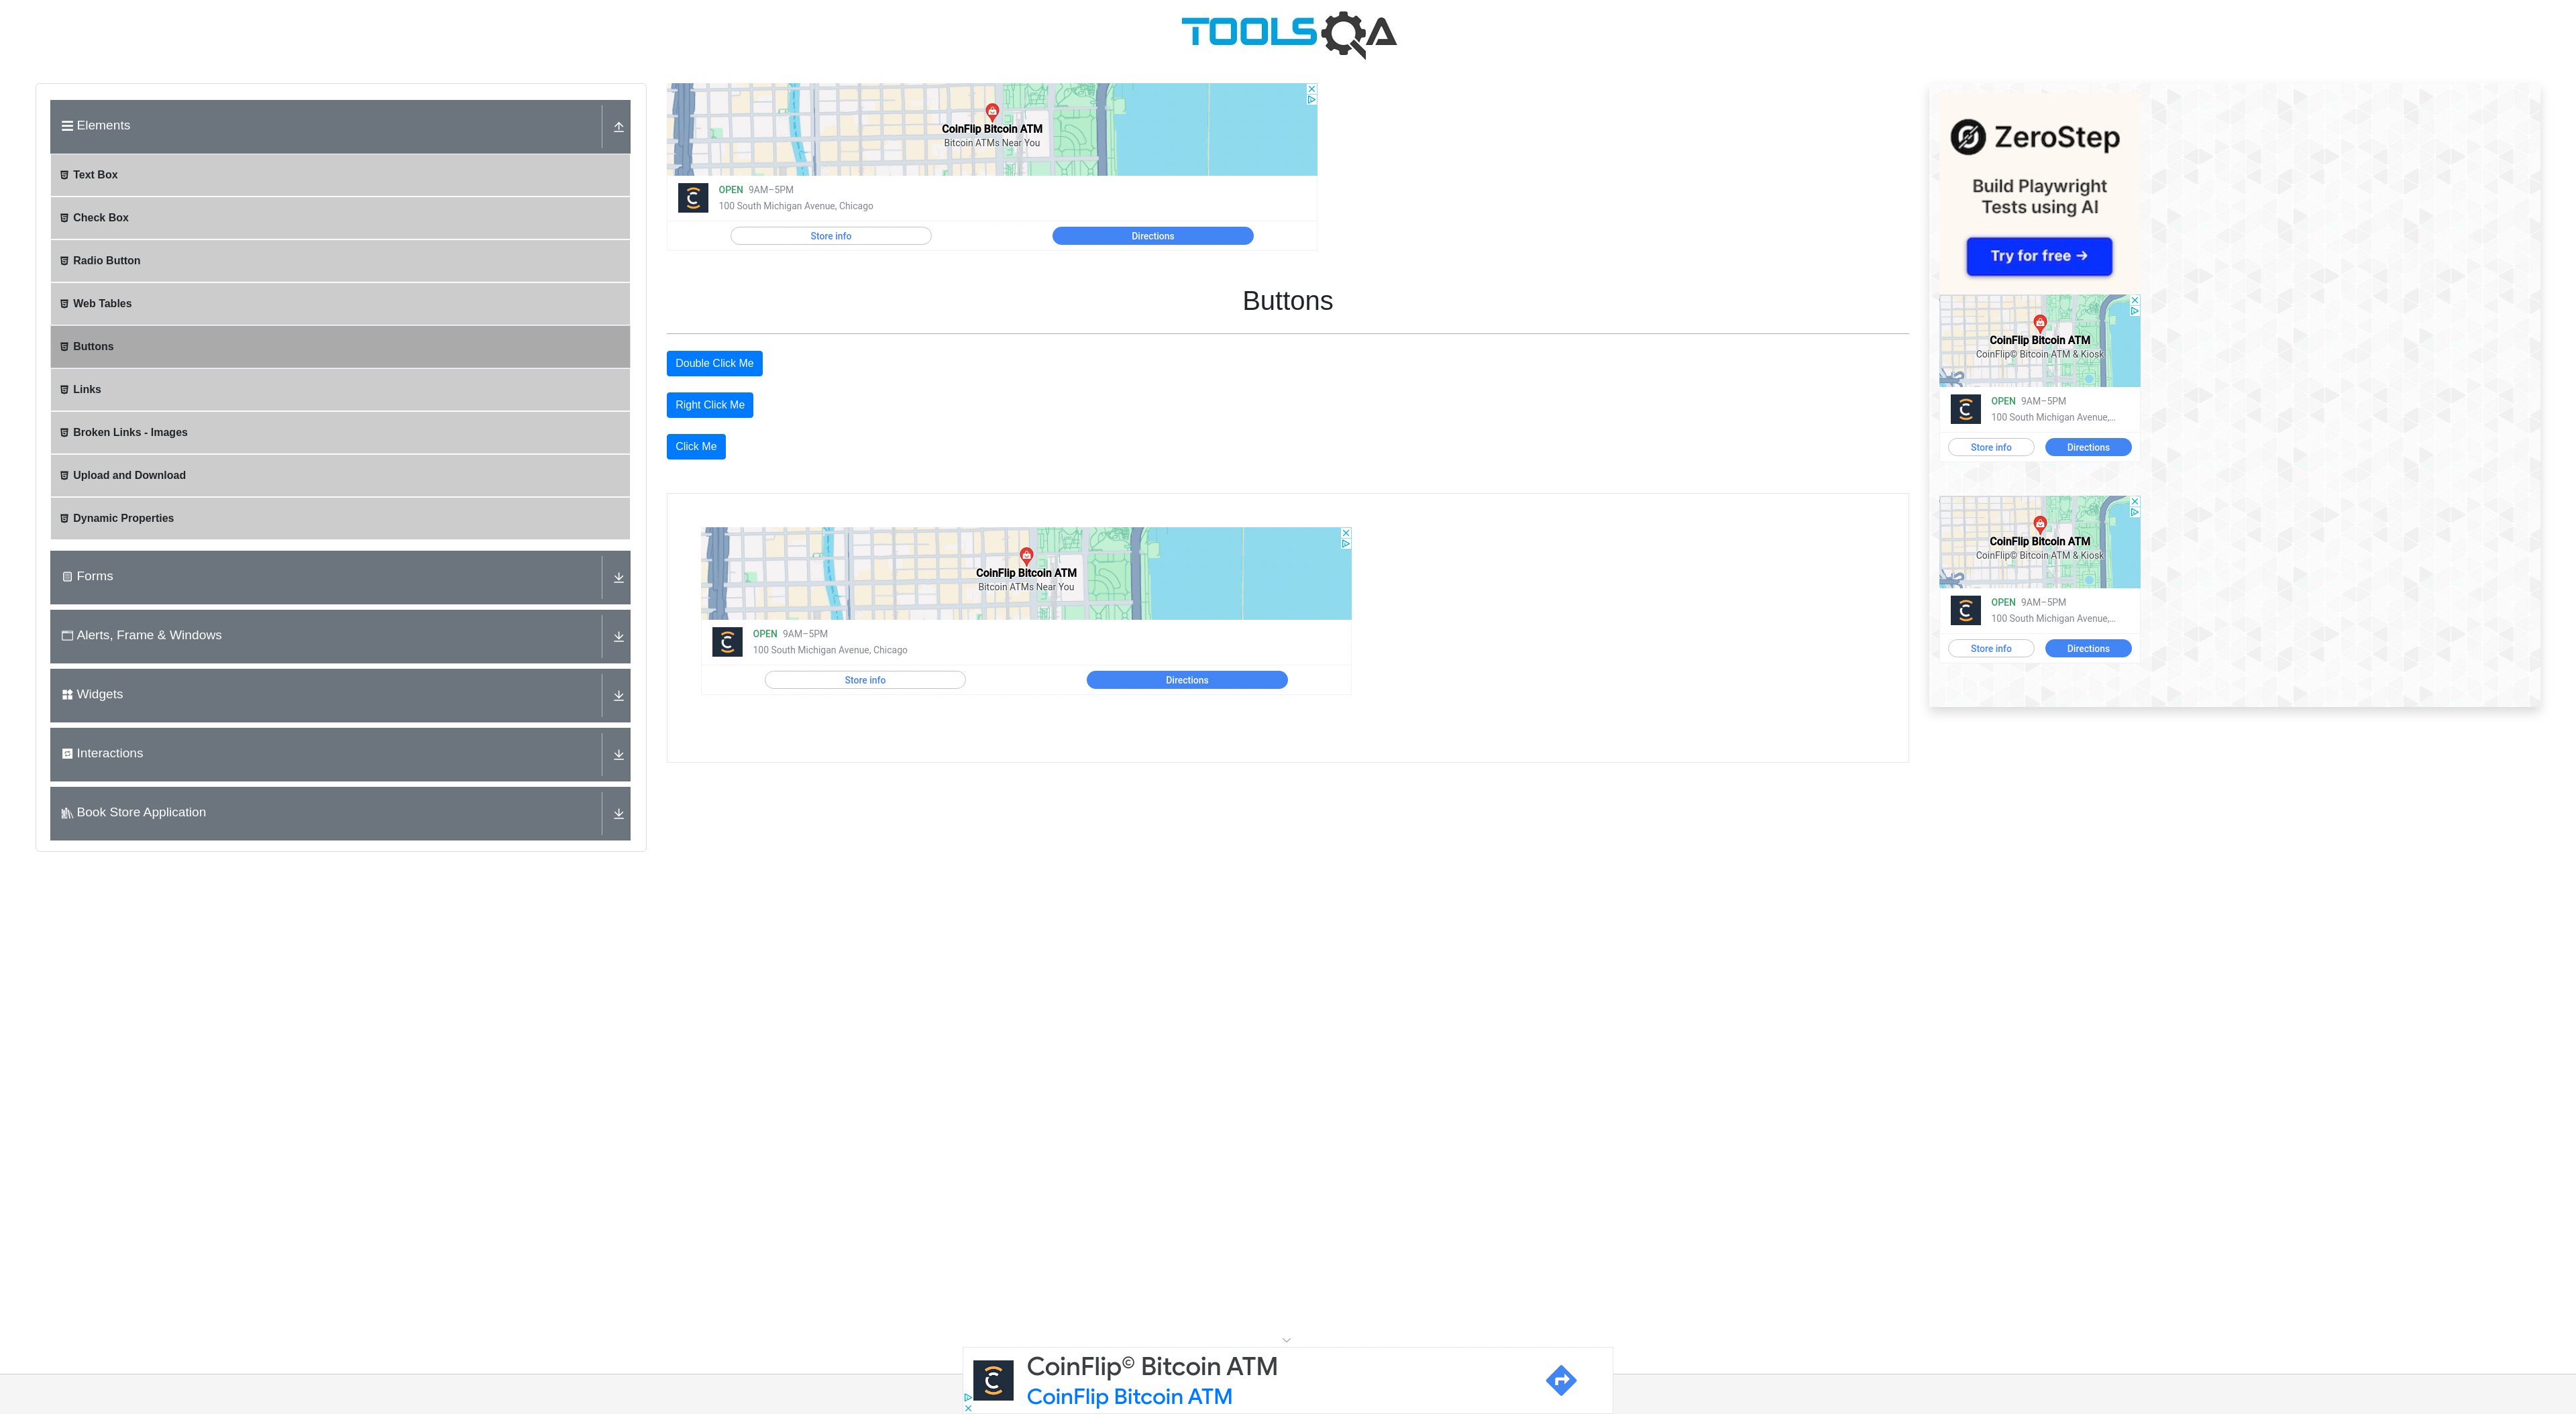 TOOLSQA
Elements
Text Box
Check Box
Radio Button
Web Tables
Buttons
Links
Broken Links - Images
Upload and Download
Dynamic Properties
Forms
Alerts, Frame & Windows
Widgets
Interactions
Book Store Application
CoinFlip Bitcoin ATM
Bitcoin ATMs Near You
OPEN 9AM–5PM
100 South Michigan Avenue, Chicago
Store info
Directions
Buttons
Double Click Me
Right Click Me
Click Me
CoinFlip Bitcoin ATM
Bitcoin ATMs Near You
OPEN 9AM–5PM
100 South Michigan Avenue, Chicago
Store info
Directions
ZeroStep
Build Playwright
Tests using AI
Try for free →
CoinFlip Bitcoin ATM
CoinFlip© Bitcoin ATM & Kiosk
OPEN 9AM–5PM
100 South Michigan Avenue,...
Store info
Directions
CoinFlip Bitcoin ATM
CoinFlip© Bitcoin ATM & Kiosk
OPEN 9AM–5PM
100 South Michigan Avenue,...
Store info
Directions
CoinFlip© Bitcoin ATM
CoinFlip Bitcoin ATM